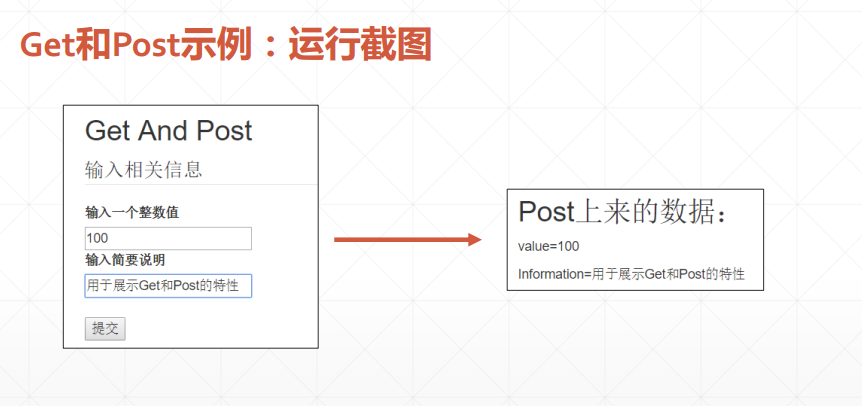 Get和Post示例：运行截图
Get And Post
输入相关信息
输入一个整数值
100
输入简要说明
用于展示Get和Post的特性
提交
Post上来的数据：
value=100
Information=用于展示Get和Post的特性